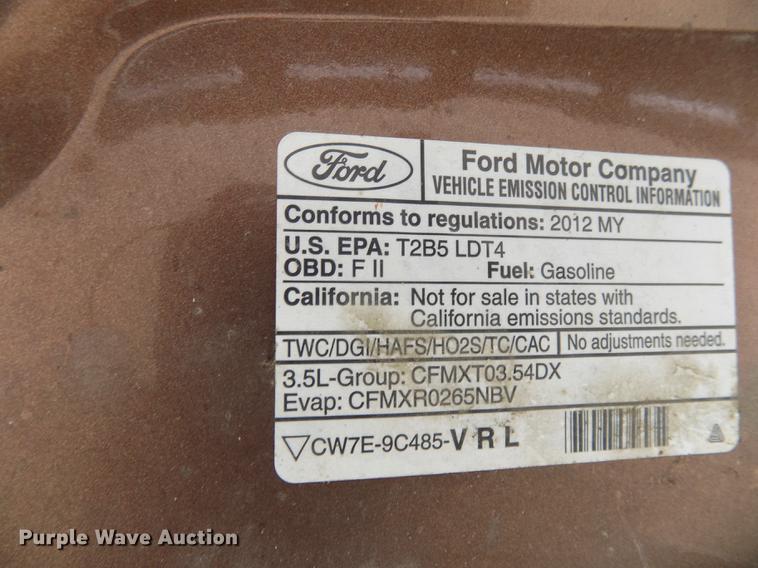 Ford
Ford Motor Company
VEHICLE EMISSION CONTROL INFORMATION
Conforms to regulations: 2012 MY
U.S. EPA: T2B5 LDT4
OBD: F II Fuel: Gasoline
California: Not for sale in states with
California emissions standards.
TWC/DGI/HAFS/HO2S/TC/CAC No adjustments needed.
3.5L-Group: CFMXT03.54DX
Evap: CFMXR0265NBV
CW7E-9C485-V R L
Purple Wave Auction